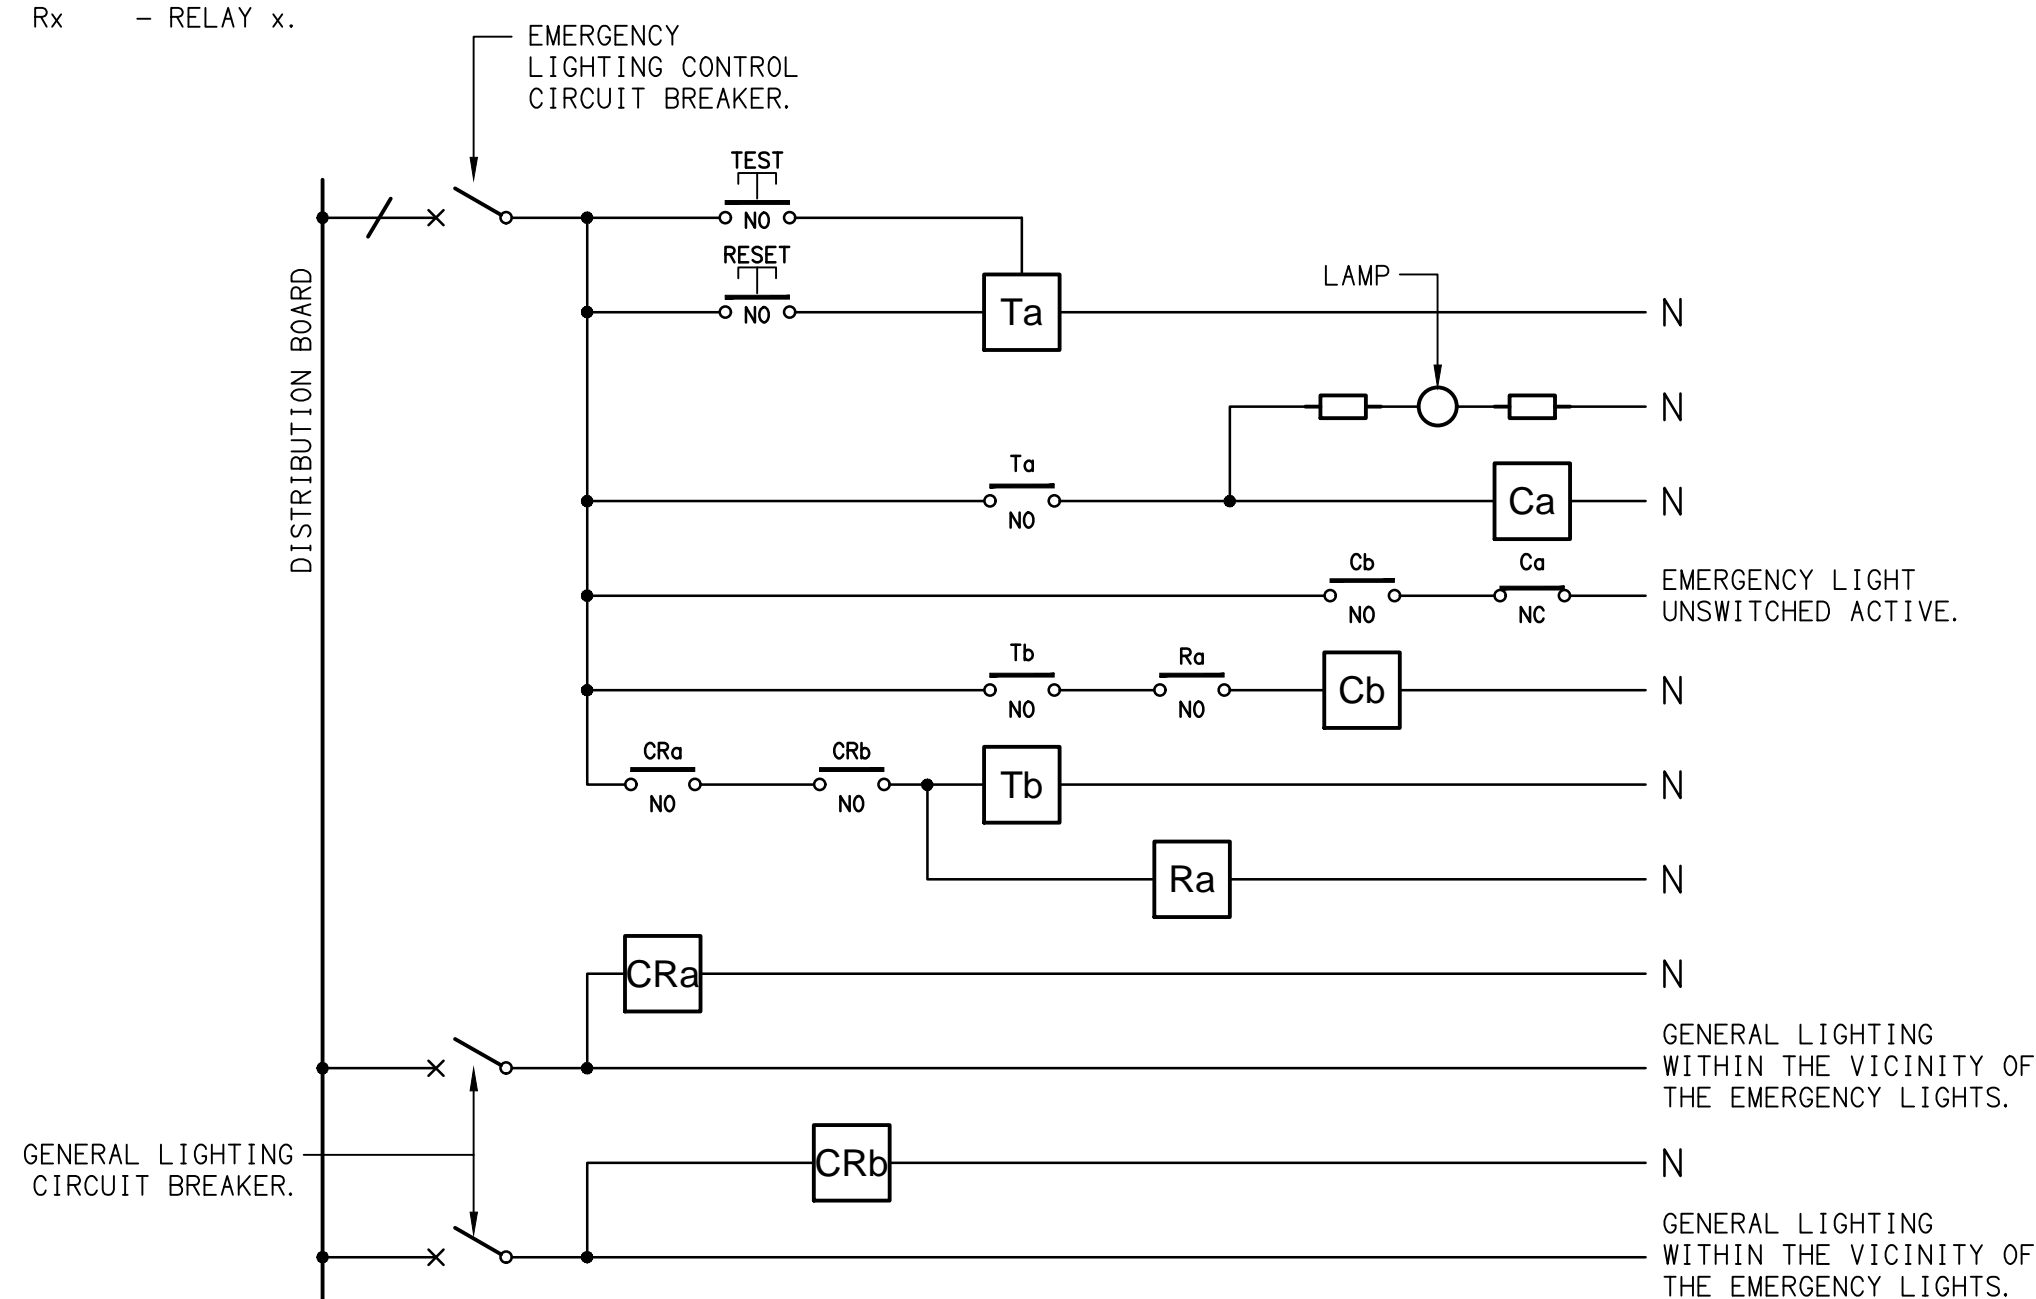 Rx - RELAY x.
EMERGENCY
LIGHTING CONTROL
CIRCUIT BREAKER.
TEST
NO
RESET
NO
Ta
N
LAMP
N
DISTRIBUTION BOARD
Ta
NO
Ca
N
Cb
NO
Ca
NC
EMERGENCY LIGHT
UNSWITCHED ACTIVE.
Tb
NO
Ra
NO
Cb
N
CRa
NO
CRb
NO
Tb
N
Ra
N
CRa
N
GENERAL LIGHTING
WITHIN THE VICINITY OF
THE EMERGENCY LIGHTS.
GENERAL LIGHTING
CIRCUIT BREAKER.
CRb
N
GENERAL LIGHTING
WITHIN THE VICINITY OF
THE EMERGENCY LIGHTS.